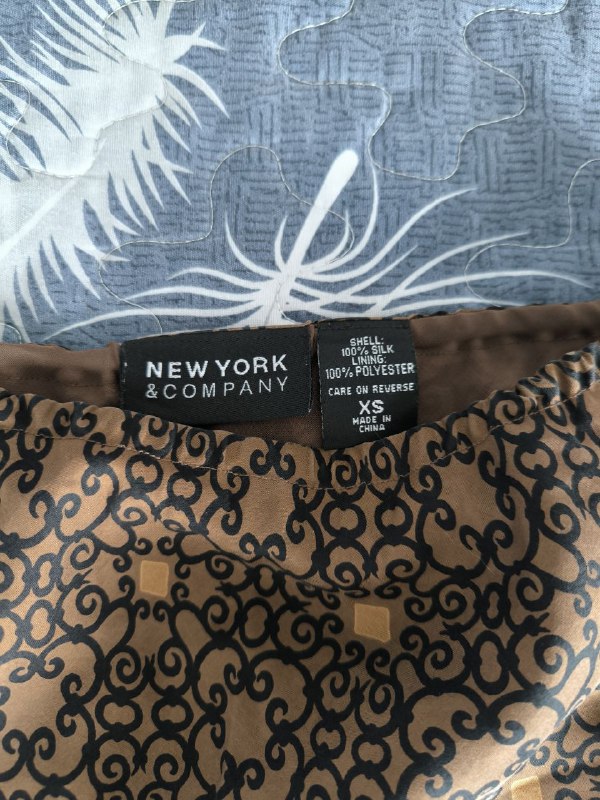 NEW YORK
& COMPANY
SHELL:
100% SILK
LINING:
100% POLYESTER
CARE ON REVERSE
XS
MADE IN
CHINA